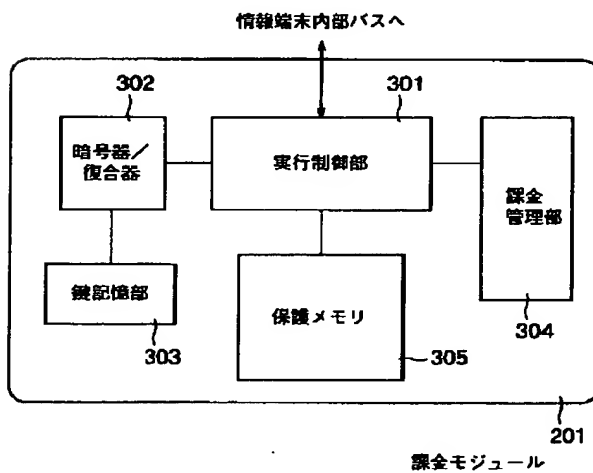 情報端末内部バスへ
302
301
暗号器／
復合器
実行制御部
課金
管理部
鍵記憶部
303
保護メモリ
305
304
201
課金モジュール